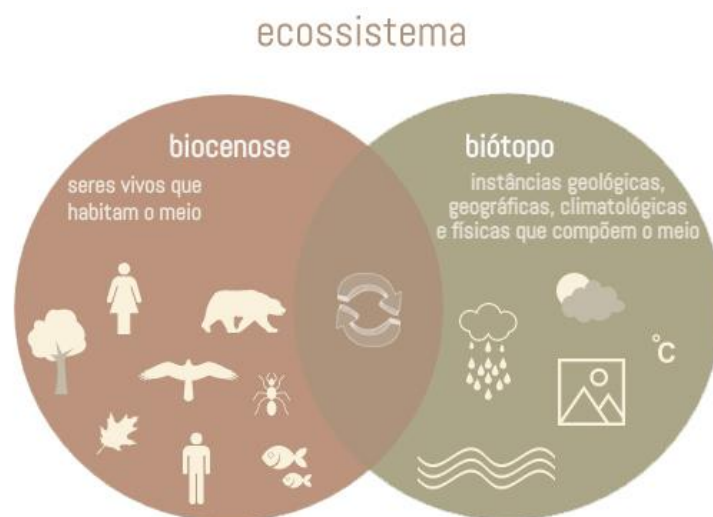 ecossistema
biocenose
seres vivos que
habitam o meio
biótopo
instâncias geológicas,
geográficas, climatológicas
e físicas que compõem o meio
°C